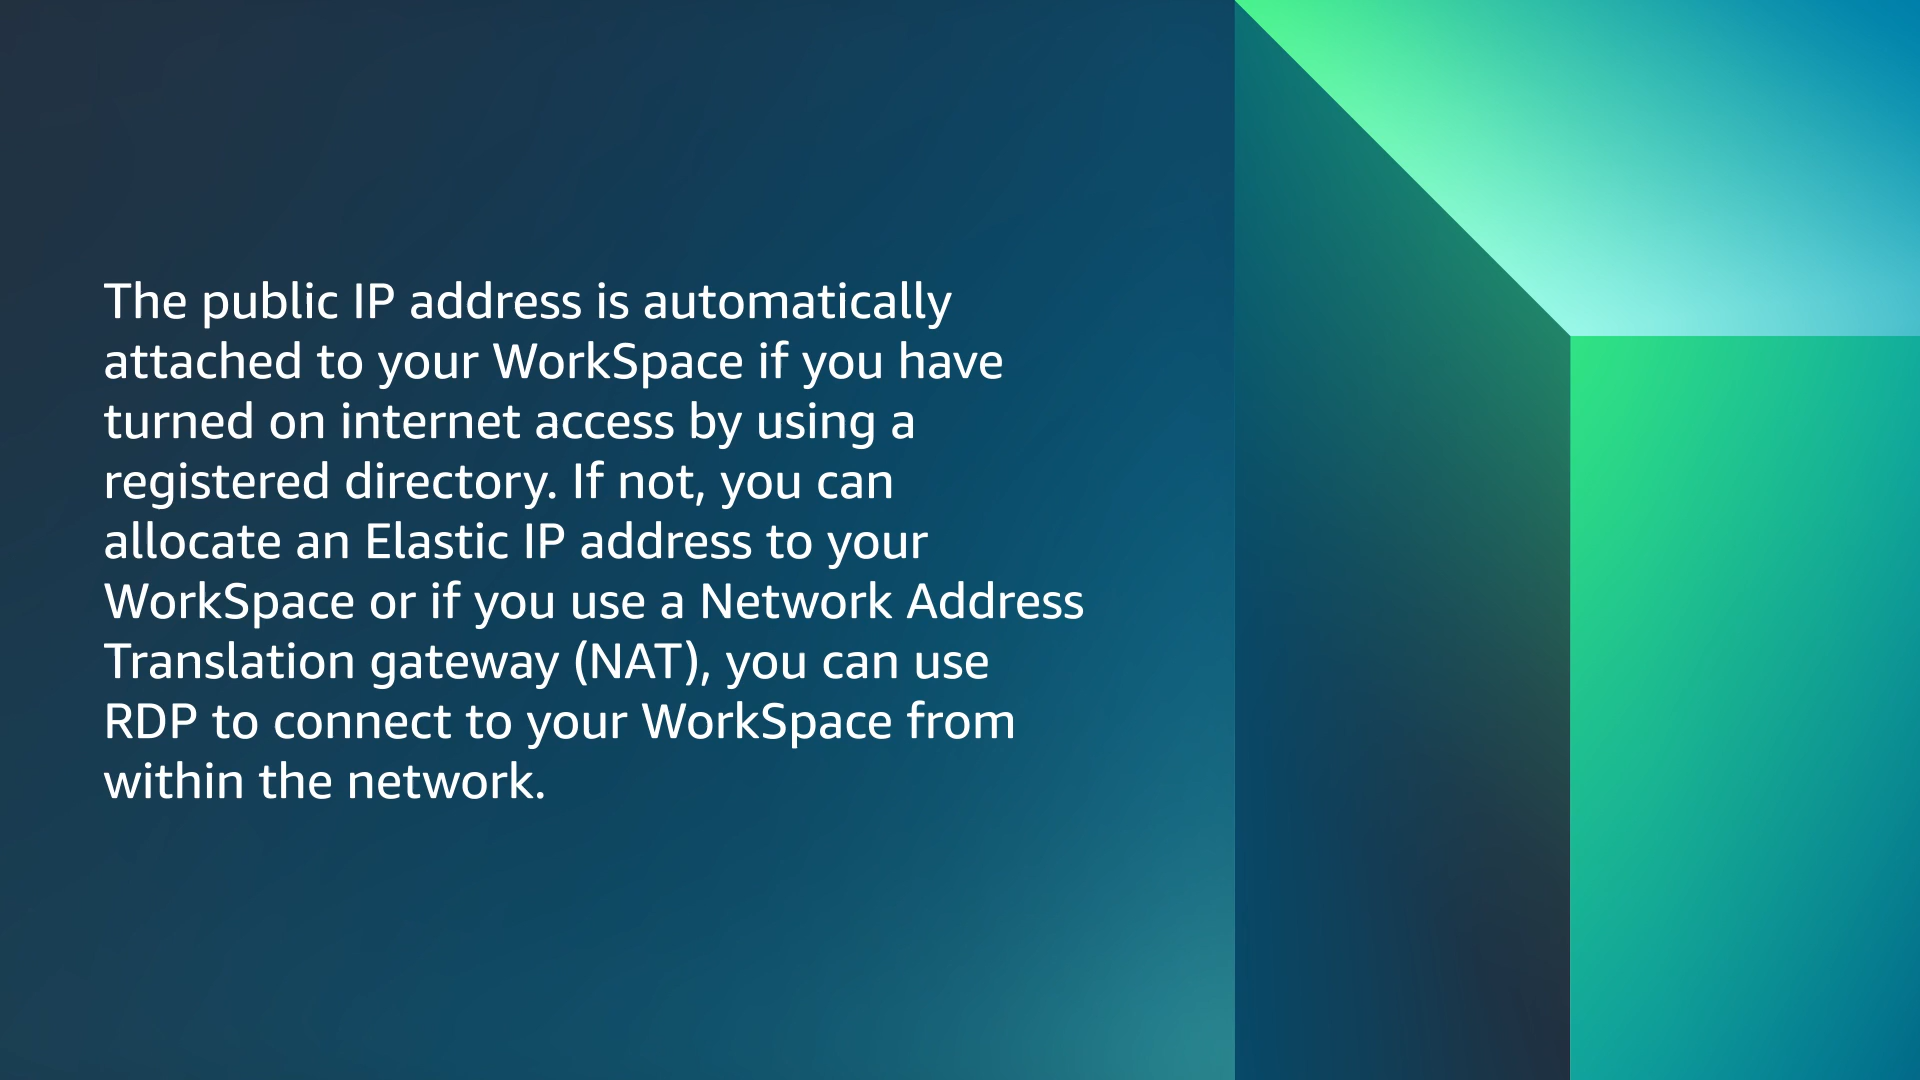 The public IP address is automatically
attached to your WorkSpace if you have
turned on internet access by using a
registered directory. If not, you can
allocate an Elastic IP address to your
WorkSpace or if you use a Network Address
Translation gateway (NAT), you can use
RDP to connect to your WorkSpace from
within the network.